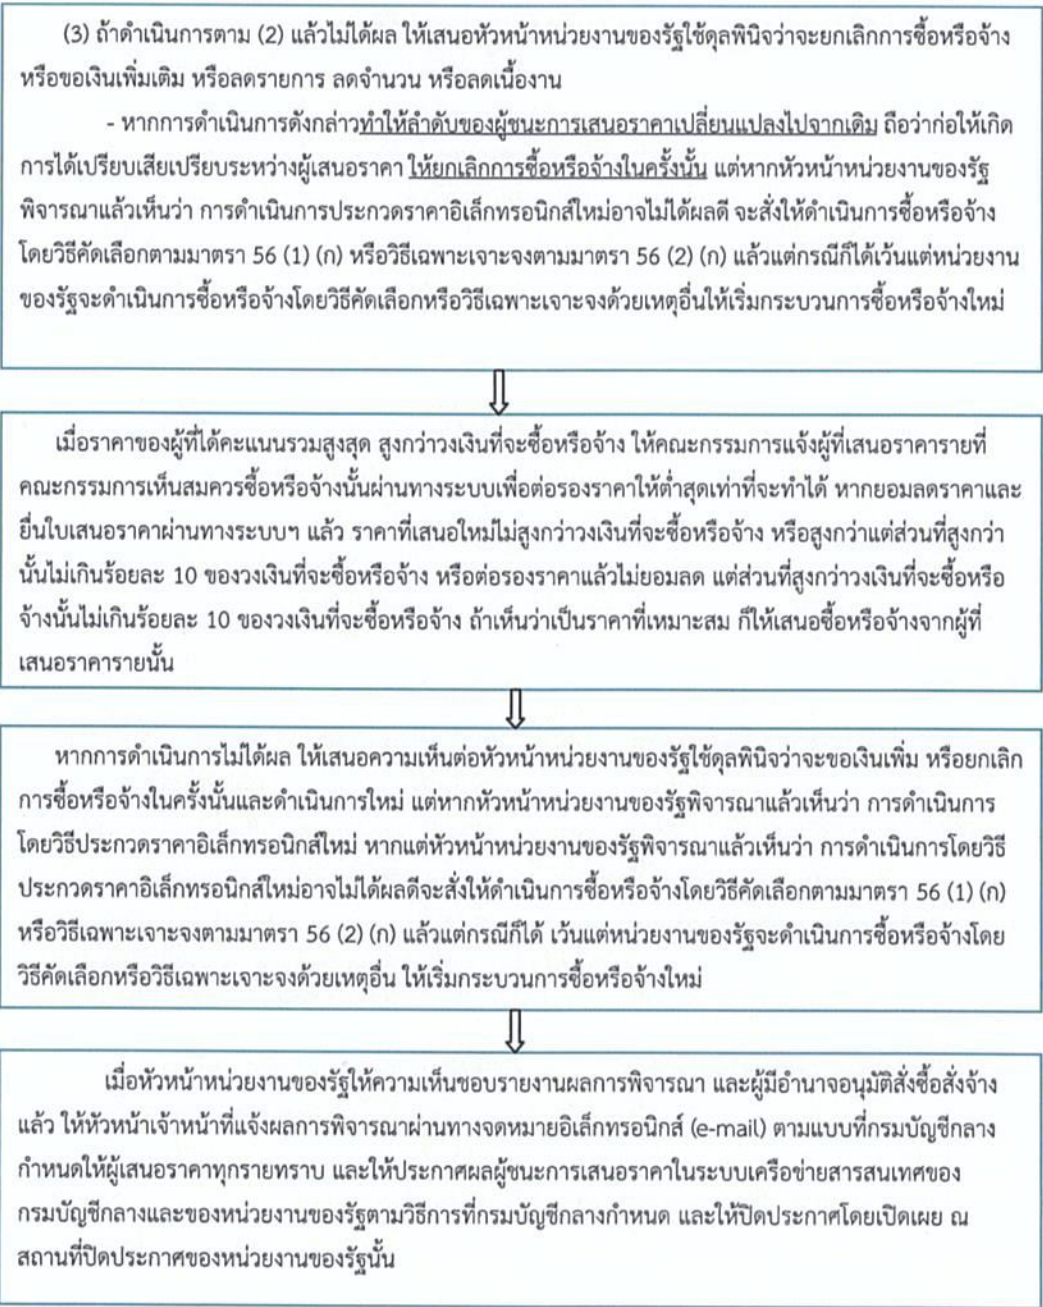 (3) ถ้าดำเนินการตาม (2) แล้วไม่ได้ผล ให้เสนอหัวหน้าหน่วยงานของรัฐใช้ดุลพินิจว่าจะยกเลิกการซื้อหรือจ้าง
หรือขอเงินเพิ่มเติม หรือลดรายการ ลดจำนวน หรือลดเนื้องาน
- หากการดำเนินการดังกล่าวทำให้ลำดับของผู้ชนะการเสนอราคาเปลี่ยนแปลงไปจากเดิม ถือว่าก่อให้เกิด
การได้เปรียบเสียเปรียบระหว่างผู้เสนอราคา ให้ยกเลิกการซื้อหรือจ้างในครั้งนั้น แต่หากหัวหน้าหน่วยงานของรัฐ
พิจารณาแล้วเห็นว่า การดำเนินการประกวดราคาอิเล็กทรอนิกส์ใหม่อาจไม่ได้ผลดี จะสั่งให้ดำเนินการซื้อหรือจ้าง
โดยวิธีคัดเลือกตามมาตรา 56 (1) (ก) หรือวิธีเฉพาะเจาะจงตามมาตรา 56 (2) (ก) แล้วแต่กรณีก็ได้เว้นแต่หน่วยงาน
ของรัฐจะดำเนินการซื้อหรือจ้างโดยวิธีคัดเลือกหรือวิธีเฉพาะเจาะจงด้วยเหตุอื่นให้เริ่มกระบวนการซื้อหรือจ้างใหม่
เมื่อราคาของผู้ที่ได้คะแนนรวมสูงสุด สูงกว่าวงเงินที่จะซื้อหรือจ้าง ให้คณะกรรมการแจ้งผู้ที่เสนอราคารายที่
คณะกรรมการเห็นสมควรซื้อหรือจ้างนั้นผ่านทางระบบเพื่อต่อรองราคาให้ต่ำสุดเท่าที่จะทำได้ หากยอมลดราคาและ
ยื่นใบเสนอราคาผ่านทางระบบฯ แล้ว ราคาที่เสนอใหม่ไม่สูงกว่าวงเงินที่จะซื้อหรือจ้าง หรือสูงกว่าแต่ส่วนที่สูงกว่า
นั้นไม่เกินร้อยละ 10 ของวงเงินที่จะซื้อหรือจ้าง หรือต่อรองราคาแล้วไม่ยอมลด แต่ส่วนที่สูงกว่าวงเงินที่จะซื้อหรือ
จ้างนั้นไม่เกินร้อยละ 10 ของวงเงินที่จะซื้อหรือจ้าง ถ้าเห็นว่าเป็นราคาที่เหมาะสม ก็ให้เสนอซื้อหรือจ้างจากผู้ที่
เสนอราคารายนั้น
หากการดำเนินการไม่ได้ผล ให้เสนอความเห็นต่อหัวหน้าหน่วยงานของรัฐใช้ดุลพินิจว่าจะขอเงินเพิ่ม หรือยกเลิก
การซื้อหรือจ้างในครั้งนั้นและดำเนินการใหม่ แต่หากหัวหน้าหน่วยงานของรัฐพิจารณาแล้วเห็นว่า การดำเนินการ
โดยวิธีประกวดราคาอิเล็กทรอนิกส์ใหม่ หากแต่หัวหน้าหน่วยงานของรัฐพิจารณาแล้วเห็นว่า การดำเนินการโดยวิธี
ประกวดราคาอิเล็กทรอนิกส์ใหม่อาจไม่ได้ผลดีจะสั่งให้ดำเนินการซื้อหรือจ้างโดยวิธีคัดเลือกตามมาตรา 56 (1) (ก)
หรือวิธีเฉพาะเจาะจงตามมาตรา 56 (2) (ก) แล้วแต่กรณีก็ได้ เว้นแต่หน่วยงานของรัฐจะดำเนินการซื้อหรือจ้างโดย
วิธีคัดเลือกหรือวิธีเฉพาะเจาะจงด้วยเหตุอื่น ให้เริ่มกระบวนการซื้อหรือจ้างใหม่
เมื่อหัวหน้าหน่วยงานของรัฐให้ความเห็นชอบรายงานผลการพิจารณา และผู้มีอำนาจอนุมัติสั่งซื้อสั่งจ้าง
แล้ว ให้หัวหน้าเจ้าหน้าที่แจ้งผลการพิจารณาผ่านทางจดหมายอิเล็กทรอนิกส์ (e-mail) ตามแบบที่กรมบัญชีกลาง
กำหนดให้ผู้เสนอราคาทุกรายทราบ และให้ประกาศผลผู้ชนะการเสนอราคาในระบบเครือข่ายสารสนเทศของ
กรมบัญชีกลางและของหน่วยงานของรัฐตามวิธีการที่กรมบัญชีกลางกำหนด และให้ปิดประกาศโดยเปิดเผย ณ
สถานที่ปิดประกาศของหน่วยงานของรัฐนั้น